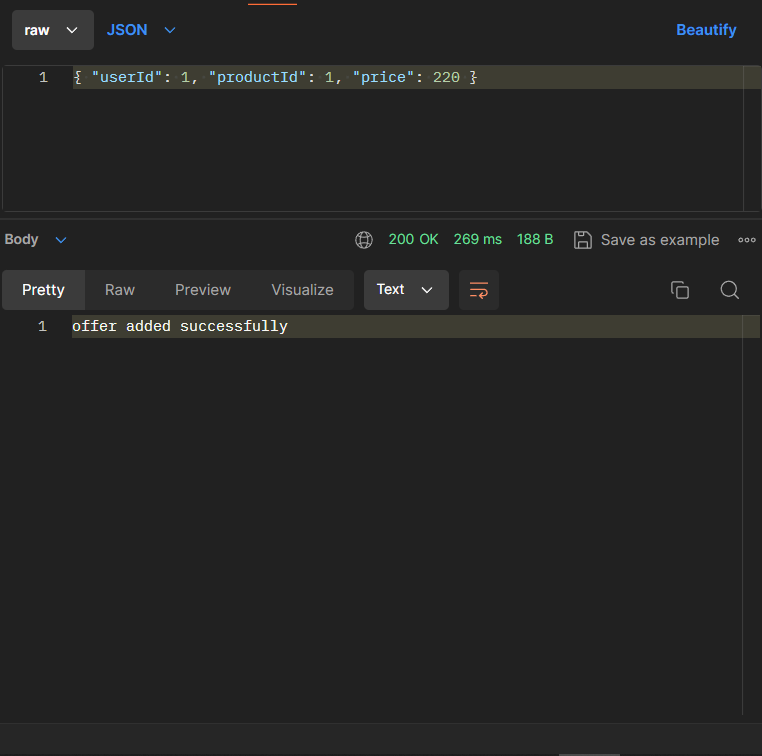 raw JSON Beautify
1 { "userId": 1, "productId": 1, "price": 220 }
Body 200 OK 269 ms 188 B Save as example
Pretty Raw Preview Visualize Text
1 offer added successfully